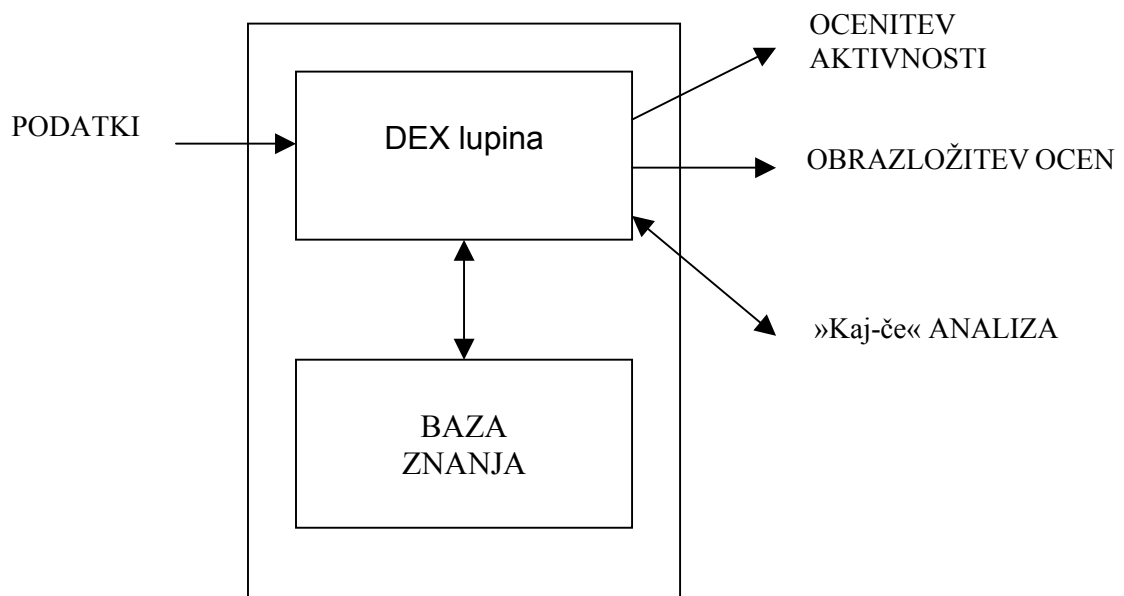 PODATKI
DEX lupina
BAZA
ZNANJA
OCENITEV
AKTIVNOSTI
OBRAZLOŽITEV OCEN
»Kaj-če« ANALIZA